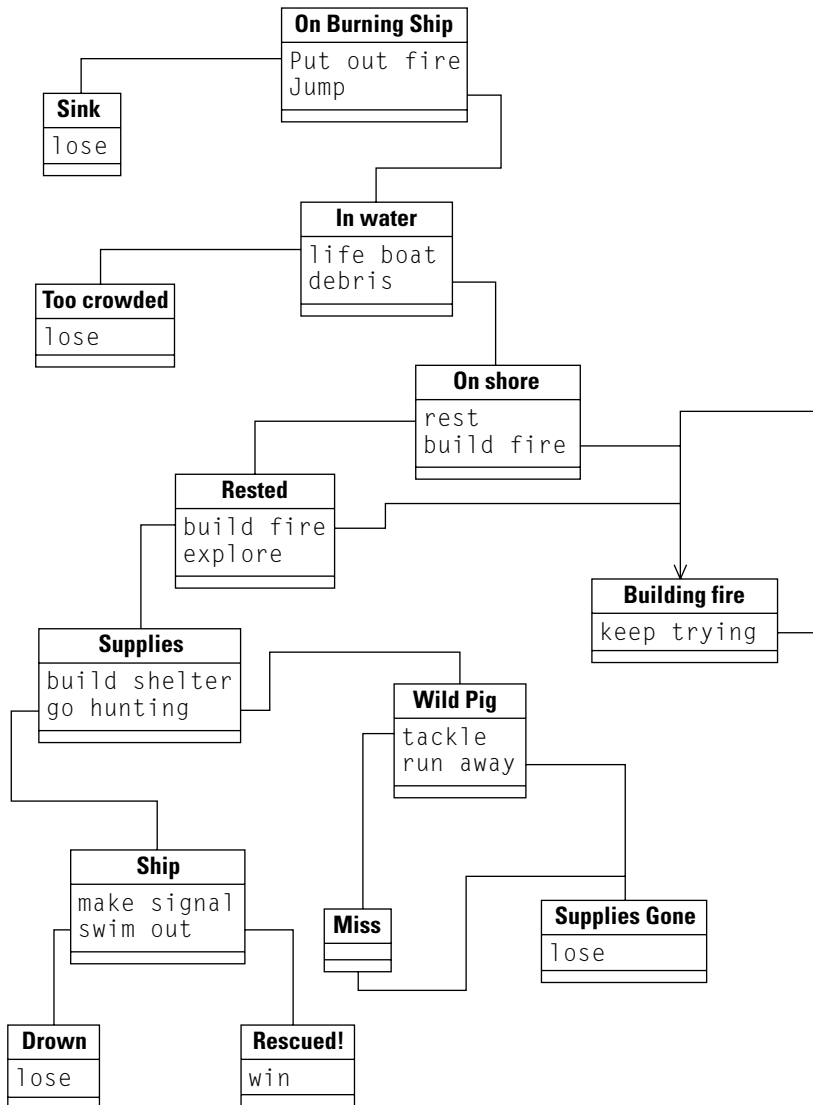 On Burning Ship
Put out fire
Jump
Sink
lose
In water
life boat
debris
Too crowded
lose
On shore
rest
build fire
Rested
build fire
explore
Building fire
keep trying
Supplies
build shelter
go hunting
Wild Pig
tackle
run away
Ship
make signal
swim out
Miss
Supplies Gone
lose
Drown
lose
Rescued!
win